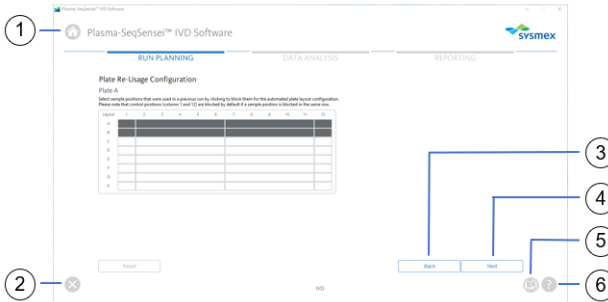 Plasma-SeqSensei™ IVD Software
1
Plasma-SeqSensei™ IVD Software
sysmex
RUN PLANNING
DATA ANALYSIS
REPORTING
Plate Re-Usage Configuration
Plate A
Select sample positions that were used in a previous run by clicking to block them for the automated plate layout configuration.
Please note that control positions (column 1 and 12) are blocked by default if a sample position is blocked in the same row.
Layout 1 2 3 4 5 6 7 8 9 10 11 12
A
B
C
D
E
F
G
H
3
4
5
Reset
Back
Next
2
IVD
?
6